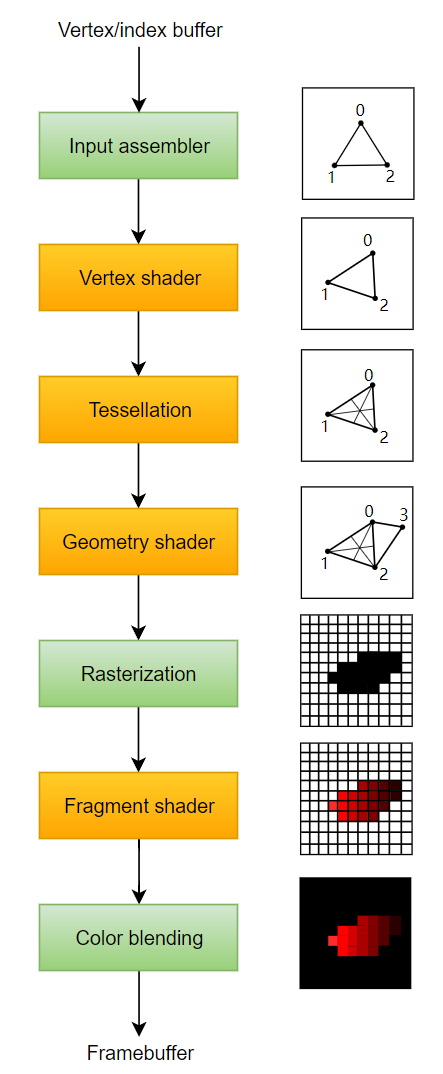 Vertex/index buffer
Input assembler
0
1 2
Vertex shader
0
1
2
Tessellation
0
1
2
Geometry shader
0 3
1
2
Rasterization
Fragment shader
Color blending
Framebuffer